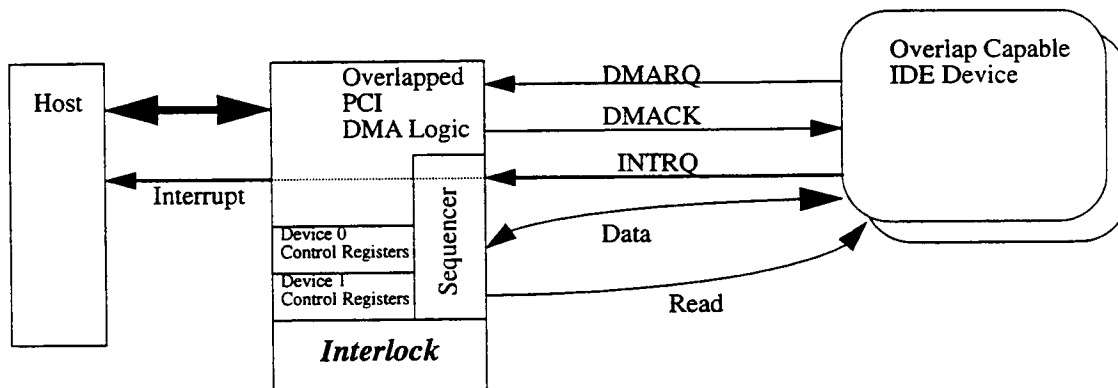 Host
Interrupt
Overlapped
PCI
DMA Logic
Sequencer
Device 0
Control Registers
Device 1
Control Registers
Interlock
DMARQ
DMACK
INTRQ
Data
Read
Overlap Capable
IDE Device